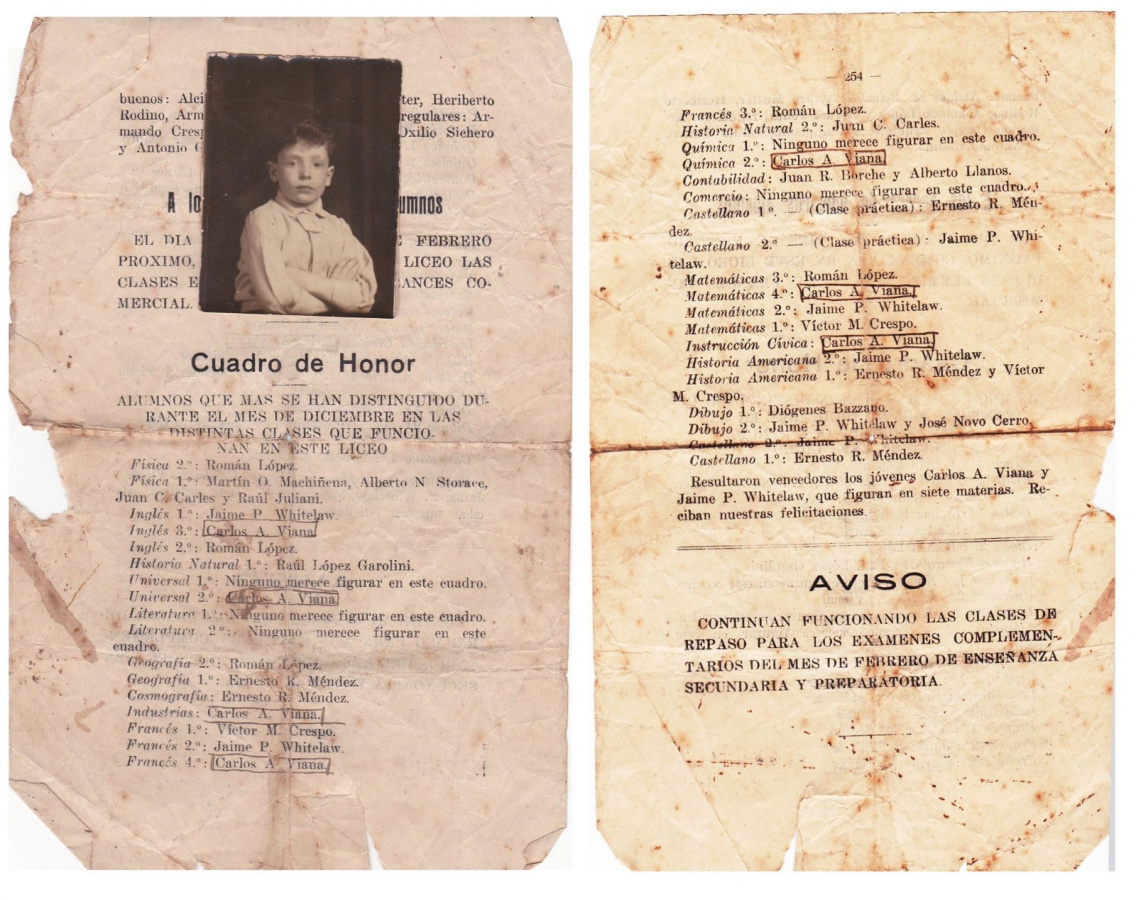 buenos: Alci ter, Heriberto
Rodino, Arm rregulares: Ar-
mando Cresp Oxilio Sichero
y Antonio G
A lo umnos
EL DIA FEBRERO
PROXIMO, LICEO LAS
CLASES E ANCES CO-
MERCIAL.
Cuadro de Honor
ALUMNOS QUE MAS SE HAN DISTINGUIDO DU-
RANTE EL MES DE DICIEMBRE EN LAS
DISTINTAS CLASES QUE FUNCIO-
NAN EN ESTE LICEO
Física 2.º: Román López.
Física 1.º: Martín O. Machiñena, Alberto N Storace,
Juan C. Carles y Raúl Juliani.
Inglés 1.º: Jaime P. Whitelaw.
Inglés 3.º: Carlos A. Viana
Inglés 2.º: Román López.
Historia Natural 1.º: Raúl López Garolini.
Universal 1.º: Ninguno merece figurar en este cuadro.
Universal 2.º: Carlos A. Viana
Literatura 1.º: Ninguno merece figurar en este cuadro.
Literatura 2º: Ninguno merece figurar en este
cuadro.
Geografía 2.º: Román López.
Geografía 1.º: Ernesto R. Méndez.
Cosmografía: Ernesto R. Méndez.
Industrias: Carlos A. Viana.
Francés 1.º: Víctor M. Crespo.
Francés 2.º: Jaime P. Whitelaw.
Francés 4.º: Carlos A. Viana.
— 254 —
Francés 3.º: Román López.
Historia Natural 2.º: Juan C. Carles.
Química 1.º: Ninguno merece figurar en este cuadro.
Química 2.º: Carlos A. Viana
Contabilidad: Juan R. Borche y Alberto Llanos.
Comercio: Ninguno merece figurar en este cuadro.
Castellano 1º. — (Clase práctica): Ernesto R. Mén-
dez.
Castellano 2.º — (Clase práctica): Jaime P. Whi-
telaw.
Matemáticas 3.º: Román López.
Matemáticas 4.º: Carlos A. Viana.
Matemáticas 2.º: Jaime P. Whitelaw.
Matemáticas 1.º: Víctor M. Crespo.
Instrucción Cívica: Carlos A. Viana.
Historia Americana 2.º: Jaime P. Whitelaw.
Historia Americana 1.º: Ernesto R. Méndez y Víctor
M. Crespo.
Dibujo 1.º: Diógenes Bazzano.
Dibujo 2.º: Jaime P. Whitelaw y José Novo Cerro.
Castellano 2.º: Jaime P. Whitelaw.
Castellano 1.º: Ernesto R. Méndez.
Resultaron vencedores los jóvenes Carlos A. Viana y
Jaime P. Whitelaw, que figuran en siete materias. Re-
ciban nuestras felicitaciones.
AVISO
CONTINUAN FUNCIONANDO LAS CLASES DE
REPASO PARA LOS EXAMENES COMPLEMEN-
TARIOS DEL MES DE FEBRERO DE ENSEÑANZA
SECUNDARIA Y PREPARATORIA.